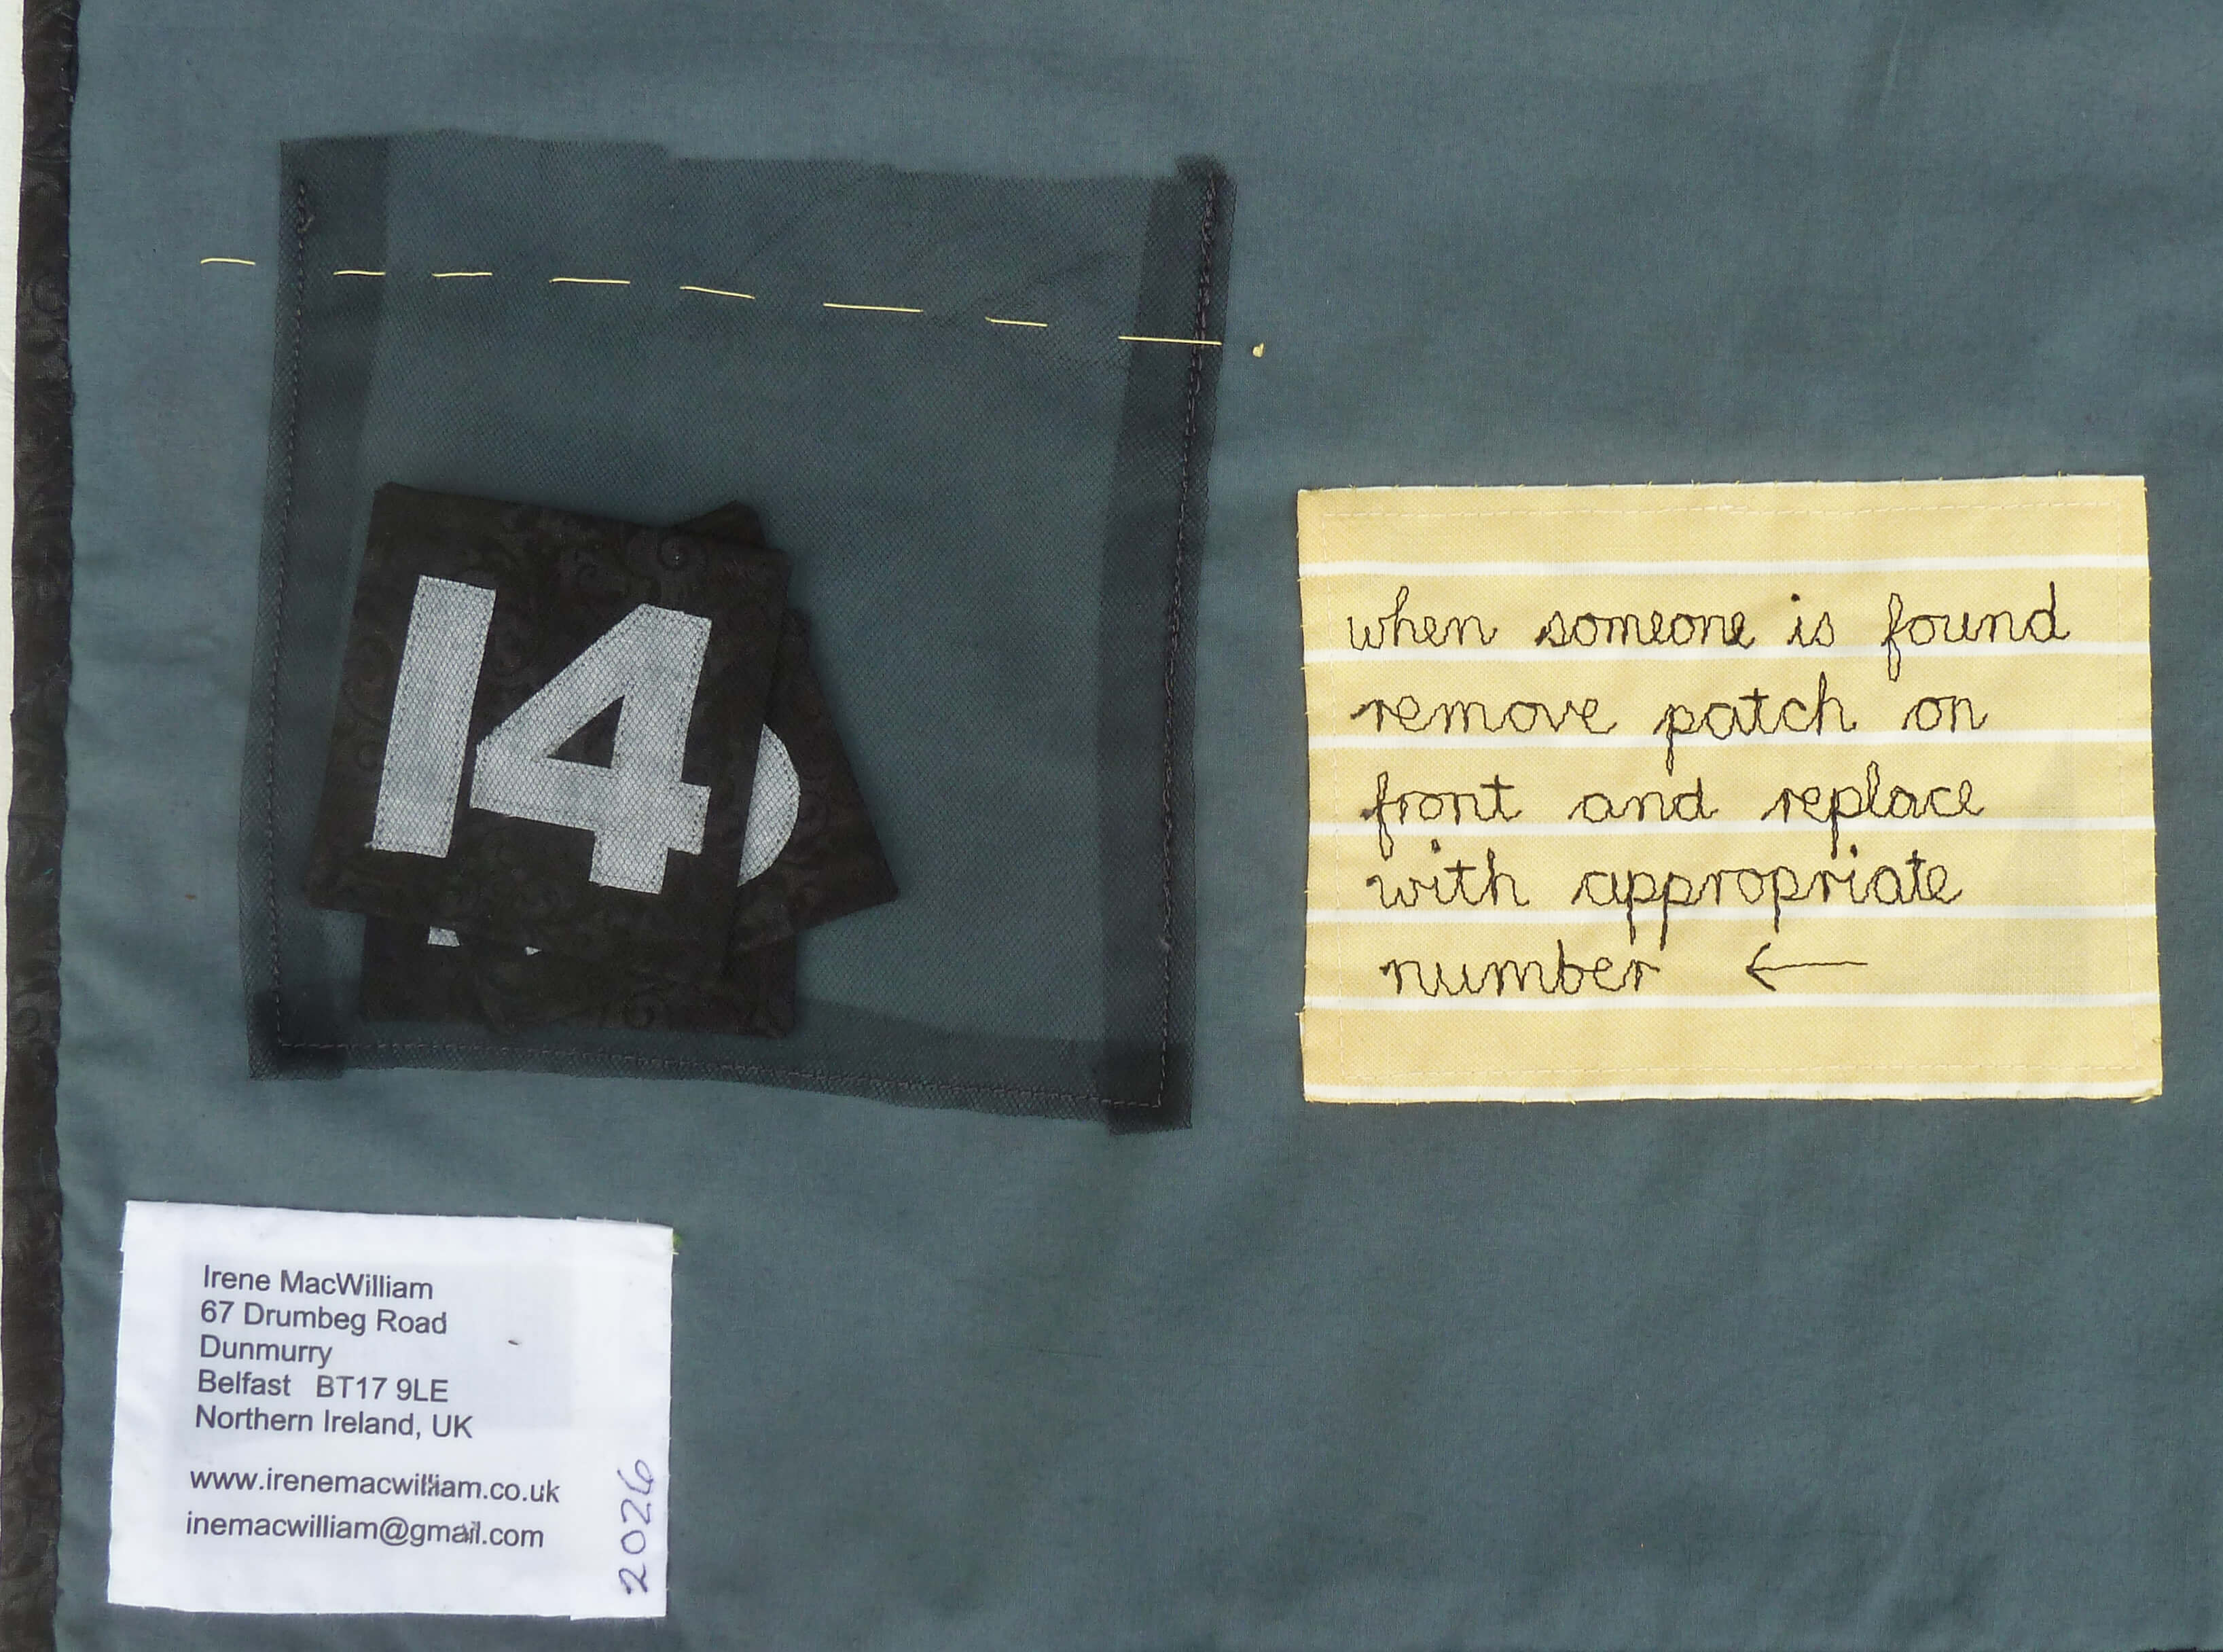 14
when someone is found
remove patch on
front and replace
with appropriate
number ←
Irene MacWilliam
67 Drumbeg Road
Dunmurry
Belfast BT17 9LE
Northern Ireland, UK
www.irenemacwilliam.co.uk
inemacwilliam@gmail.com
2026